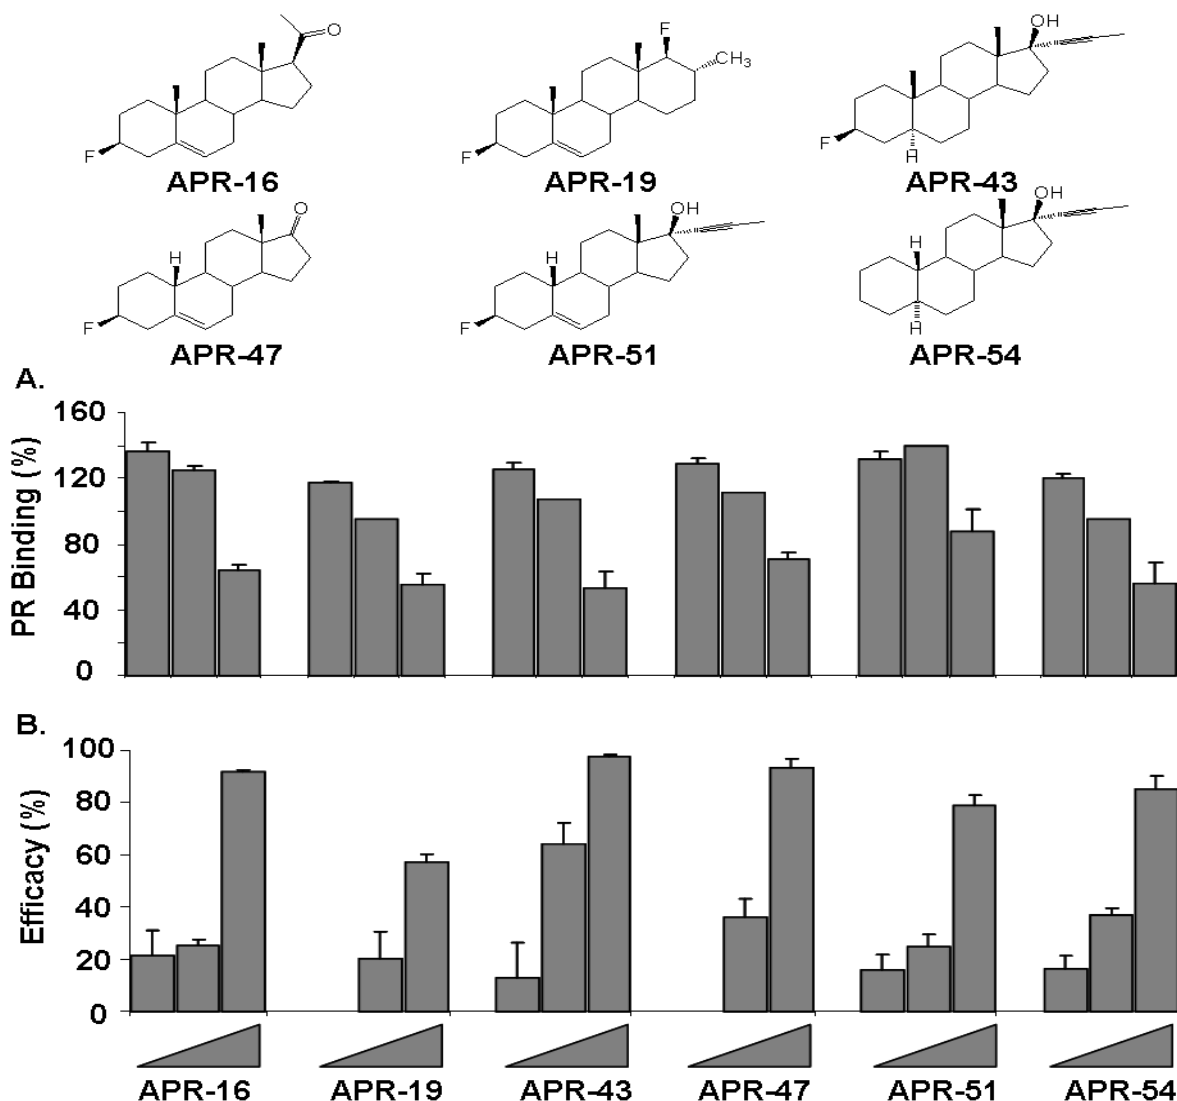 F
O
APR-16
F
F
CH3
APR-19
F
H
OH
APR-43
F
H
O
APR-47
F
H
OH
APR-51
H
H
OH
APR-54
A.
PR Binding (%)
160
120
80
40
0
B.
Efficacy (%)
100
80
60
40
20
0
APR-16 APR-19 APR-43 APR-47 APR-51 APR-54